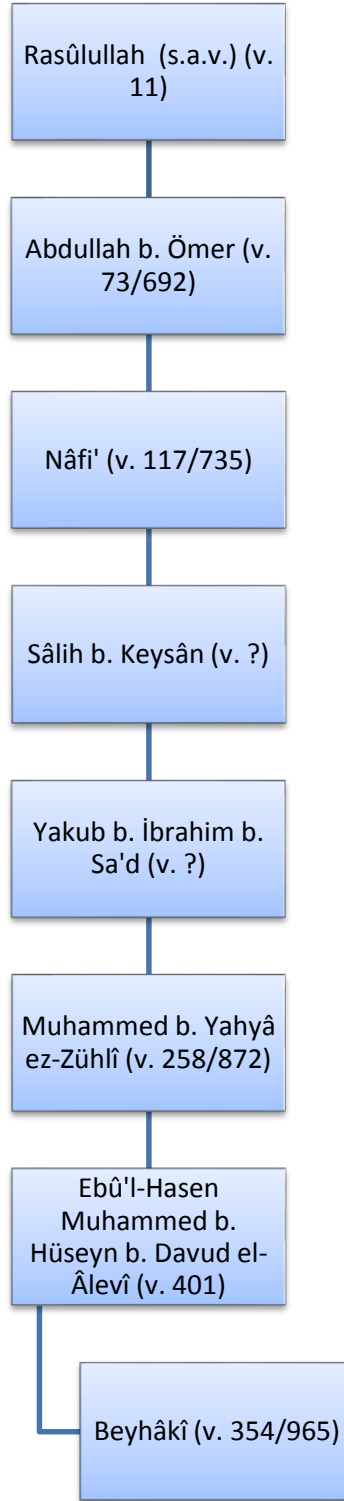 Rasûlullah (s.a.v.) (v.
11)
Abdullah b. Ömer (v.
73/692)
Nâfi' (v. 117/735)
Sâlih b. Keysân (v. ?)
Yakub b. İbrahim b.
Sa'd (v. ?)
Muhammed b. Yahyâ
ez-Zühlî (v. 258/872)
Ebû'l-Hasen
Muhammed b.
Hüseyn b. Davud el-
Âlevî (v. 401)
Beyhâkî (v. 354/965)